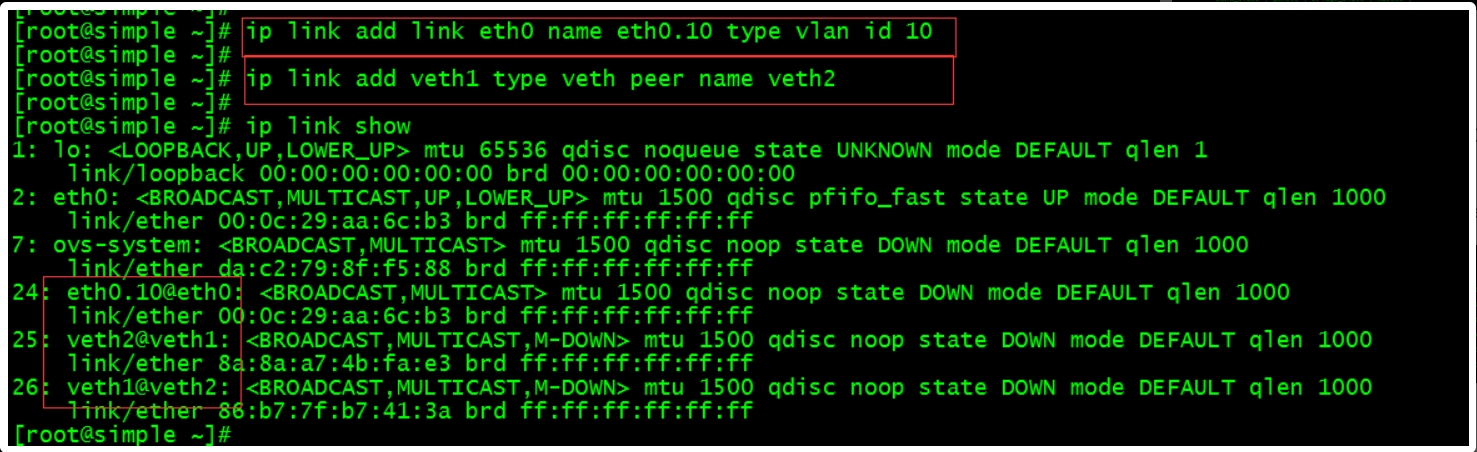 [root@simple ~]#
[root@simple ~]# ip link add link eth0 name eth0.10 type vlan id 10
[root@simple ~]#
[root@simple ~]# ip link add veth1 type veth peer name veth2
[root@simple ~]#
[root@simple ~]# ip link show
1: lo: <LOOPBACK,UP,LOWER_UP> mtu 65536 qdisc noqueue state UNKNOWN mode DEFAULT qlen 1
    link/loopback 00:00:00:00:00:00 brd 00:00:00:00:00:00
2: eth0: <BROADCAST,MULTICAST,UP,LOWER_UP> mtu 1500 qdisc pfifo_fast state UP mode DEFAULT qlen 1000
    link/ether 00:0c:29:aa:6c:b3 brd ff:ff:ff:ff:ff:ff
7: ovs-system: <BROADCAST,MULTICAST> mtu 1500 qdisc noop state DOWN mode DEFAULT qlen 1000
    link/ether da:c2:79:8f:f5:88 brd ff:ff:ff:ff:ff:ff
24: eth0.10@eth0: <BROADCAST,MULTICAST> mtu 1500 qdisc noop state DOWN mode DEFAULT qlen 1000
    link/ether 00:0c:29:aa:6c:b3 brd ff:ff:ff:ff:ff:ff
25: veth2@veth1: <BROADCAST,MULTICAST,M-DOWN> mtu 1500 qdisc noop state DOWN mode DEFAULT qlen 1000
    link/ether 8a:8a:a7:4b:fa:e3 brd ff:ff:ff:ff:ff:ff
26: veth1@veth2: <BROADCAST,MULTICAST,M-DOWN> mtu 1500 qdisc noop state DOWN mode DEFAULT qlen 1000
    link/ether 86:b7:7f:b7:41:3a brd ff:ff:ff:ff:ff:ff
[root@simple ~]#